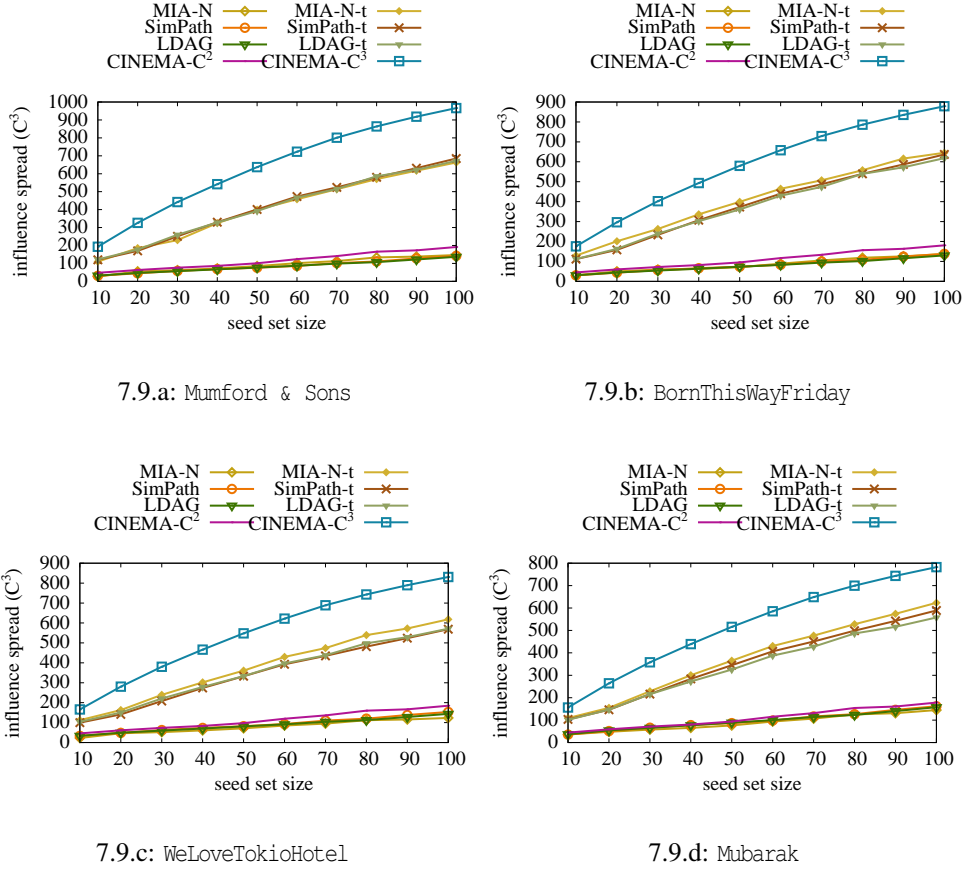 MIA-N MIA-N-t
SimPath SimPath-t
LDAG LDAG-t
CINEMA-C² CINEMA-C³
influence spread (C³)
1000
900
800
700
600
500
400
300
200
100
0
10 20 30 40 50 60 70 80 90 100
seed set size
7.9.a: Mumford & Sons
MIA-N MIA-N-t
SimPath SimPath-t
LDAG LDAG-t
CINEMA-C² CINEMA-C³
influence spread (C³)
900
800
700
600
500
400
300
200
100
0
10 20 30 40 50 60 70 80 90 100
seed set size
7.9.b: BornThisWayFriday
MIA-N MIA-N-t
SimPath SimPath-t
LDAG LDAG-t
CINEMA-C² CINEMA-C³
influence spread (C³)
900
800
700
600
500
400
300
200
100
0
10 20 30 40 50 60 70 80 90 100
seed set size
7.9.c: WeLoveTokioHotel
MIA-N MIA-N-t
SimPath SimPath-t
LDAG LDAG-t
CINEMA-C² CINEMA-C³
influence spread (C³)
800
700
600
500
400
300
200
100
0
10 20 30 40 50 60 70 80 90 100
seed set size
7.9.d: Mubarak